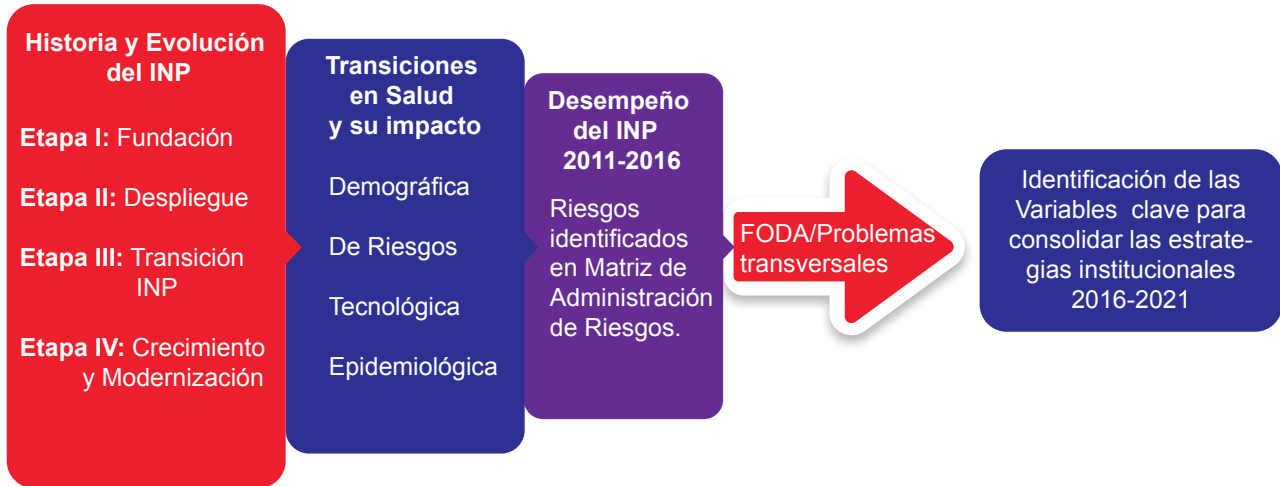 Historia y Evolución
del INP
Etapa I: Fundación
Etapa II: Despliegue
Etapa III: Transición
INP
Etapa IV: Crecimiento
y Modernización
Transiciones
en Salud
y su impacto
Demográfica
De Riesgos
Tecnológica
Epidemiológica
Desempeño
del INP
2011-2016
Riesgos
identificados
en Matriz de
Administración
de Riesgos.
FODA/Problemas
transversales
Identificación de las
Variables clave para
consolidar las estrate-
gias institucionales
2016-2021